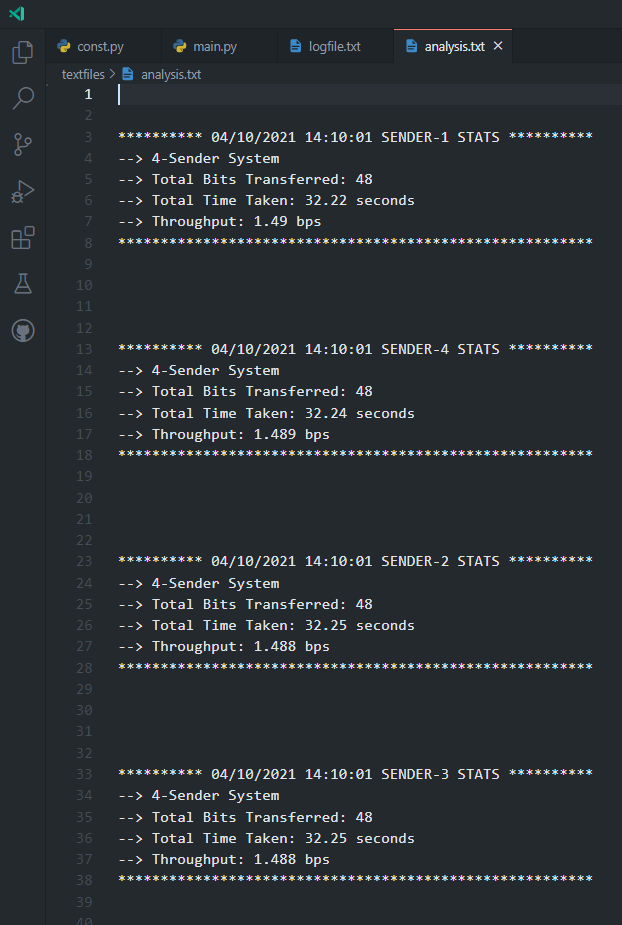 const.py main.py logfile.txt analysis.txt
textfiles > analysis.txt
1
2
3 ********** 04/10/2021 14:10:01 SENDER-1 STATS **********
4 --> 4-Sender System
5 --> Total Bits Transferred: 48
6 --> Total Time Taken: 32.22 seconds
7 --> Throughput: 1.49 bps
8 ********************************************************
9
10
11
12
13 ********** 04/10/2021 14:10:01 SENDER-4 STATS **********
14 --> 4-Sender System
15 --> Total Bits Transferred: 48
16 --> Total Time Taken: 32.24 seconds
17 --> Throughput: 1.489 bps
18 ********************************************************
19
20
21
22
23 ********** 04/10/2021 14:10:01 SENDER-2 STATS **********
24 --> 4-Sender System
25 --> Total Bits Transferred: 48
26 --> Total Time Taken: 32.25 seconds
27 --> Throughput: 1.488 bps
28 ********************************************************
29
30
31
32
33 ********** 04/10/2021 14:10:01 SENDER-3 STATS **********
34 --> 4-Sender System
35 --> Total Bits Transferred: 48
36 --> Total Time Taken: 32.25 seconds
37 --> Throughput: 1.488 bps
38 ********************************************************
39
40